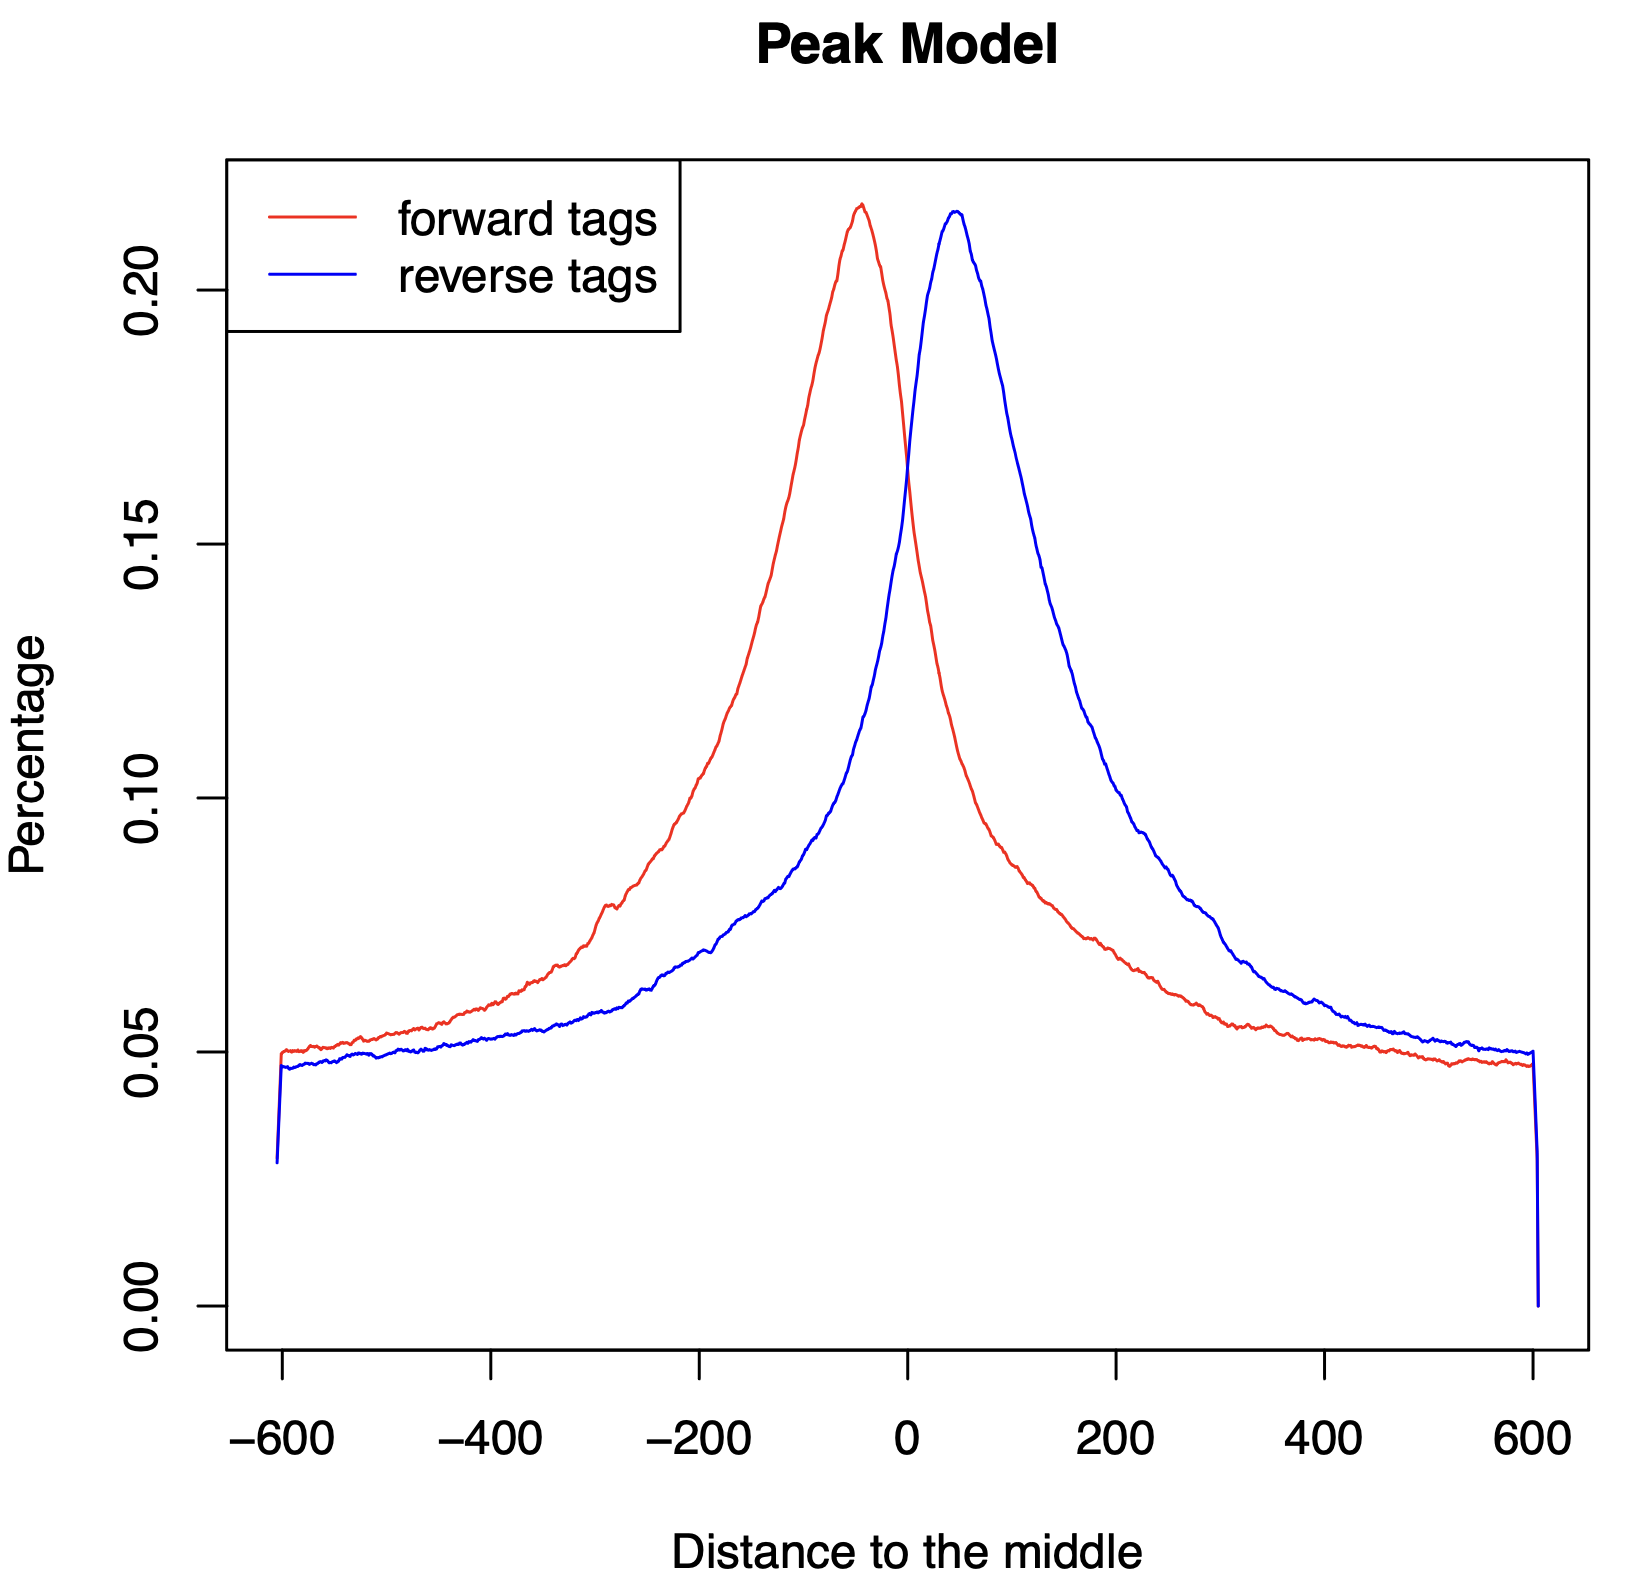 Peak Model
forward tags
reverse tags
Percentage
0.20
0.15
0.10
0.05
0.00
−600 −400 −200 0 200 400 600
Distance to the middle